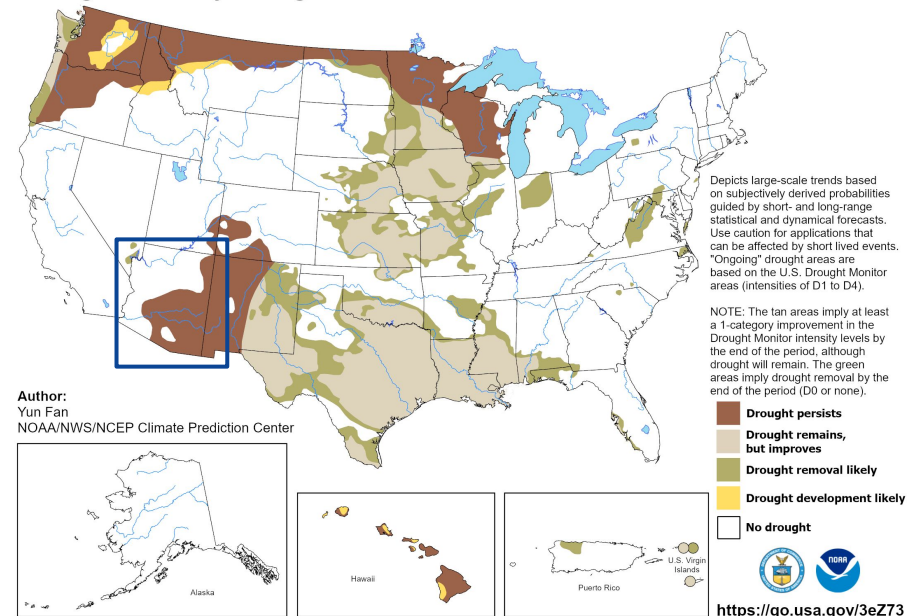 Depicts large-scale trends based
on subjectively derived probabilities
guided by short- and long-range
statistical and dynamical forecasts.
Use caution for applications that
can be affected by short lived events.
"Ongoing" drought areas are
based on the U.S. Drought Monitor
areas (intensities of D1 to D4).
NOTE: The tan areas imply at least
a 1-category improvement in the
Drought Monitor intensity levels by
the end of the period, although
drought will remain. The green
areas imply drought removal by the
end of the period (D0 or none).
Author:
Yun Fan
NOAA/NWS/NCEP Climate Prediction Center
Drought persists
Drought remains,
but improves
Drought removal likely
Drought development likely
No drought
Alaska
Hawaii
Puerto Rico
U.S. Virgin
Islands
NOAA
https://go.usa.gov/3eZ73